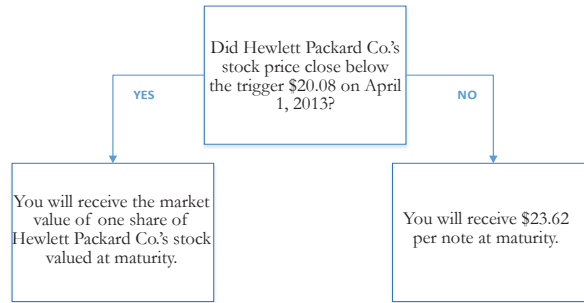 Did Hewlett Packard Co.'s
stock price close below
the trigger $20.08 on April
1, 2013?
YES
NO
You will receive the market
value of one share of
Hewlett Packard Co.'s stock
valued at maturity.
You will receive $23.62
per note at maturity.